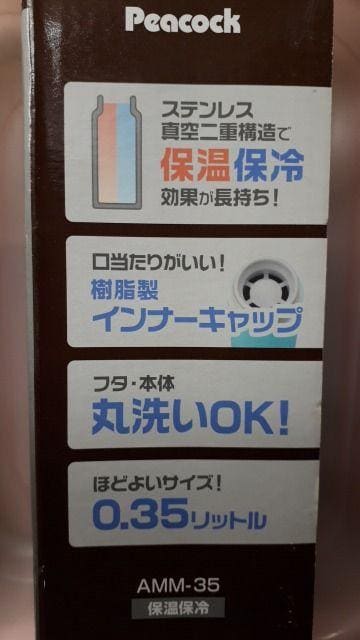 Peacock
ステンレス
真空二重構造で
保温保冷
効果が長持ち!
口当たりがいい!
樹脂製
インナーキャップ
フタ・本体
丸洗いOK!
ほどよいサイズ!
0.35リットル
AMM-35
保温保冷